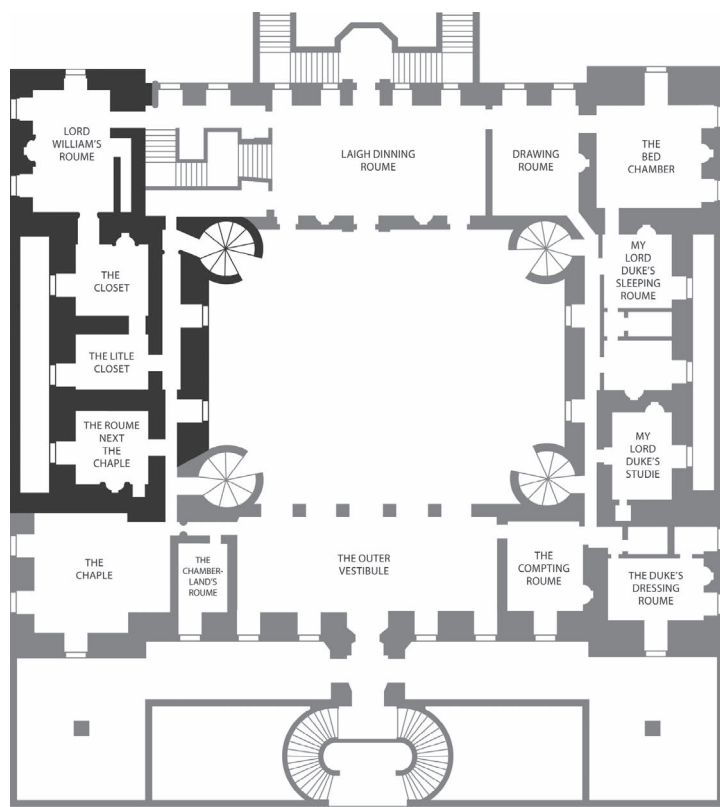 LORD
WILLIAM'S
ROUME
LAIGH DINNING
ROUME
DRAWING
ROUME
THE
BED
CHAMBER
THE
CLOSET
MY
LORD
DUKE'S
SLEEPING
ROUME
THE LITLE
CLOSET
THE ROUME
NEXT
THE
CHAPLE
MY
LORD
DUKE'S
STUDIE
THE
CHAPLE
THE
CHAMBER-
LAND'S
ROUME
THE OUTER
VESTIBULE
THE
COMPTING
ROUME
THE DUKE'S
DRESSING
ROUME